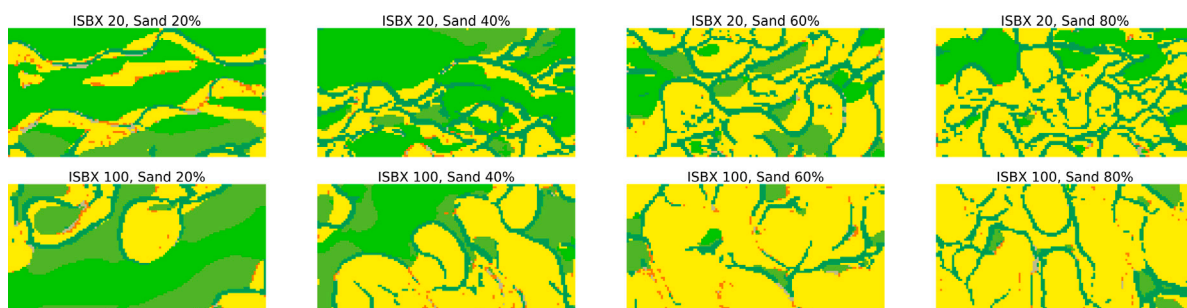 ISBX 20, Sand 20%
ISBX 20, Sand 40%
ISBX 20, Sand 60%
ISBX 20, Sand 80%
ISBX 100, Sand 20%
ISBX 100, Sand 40%
ISBX 100, Sand 60%
ISBX 100, Sand 80%